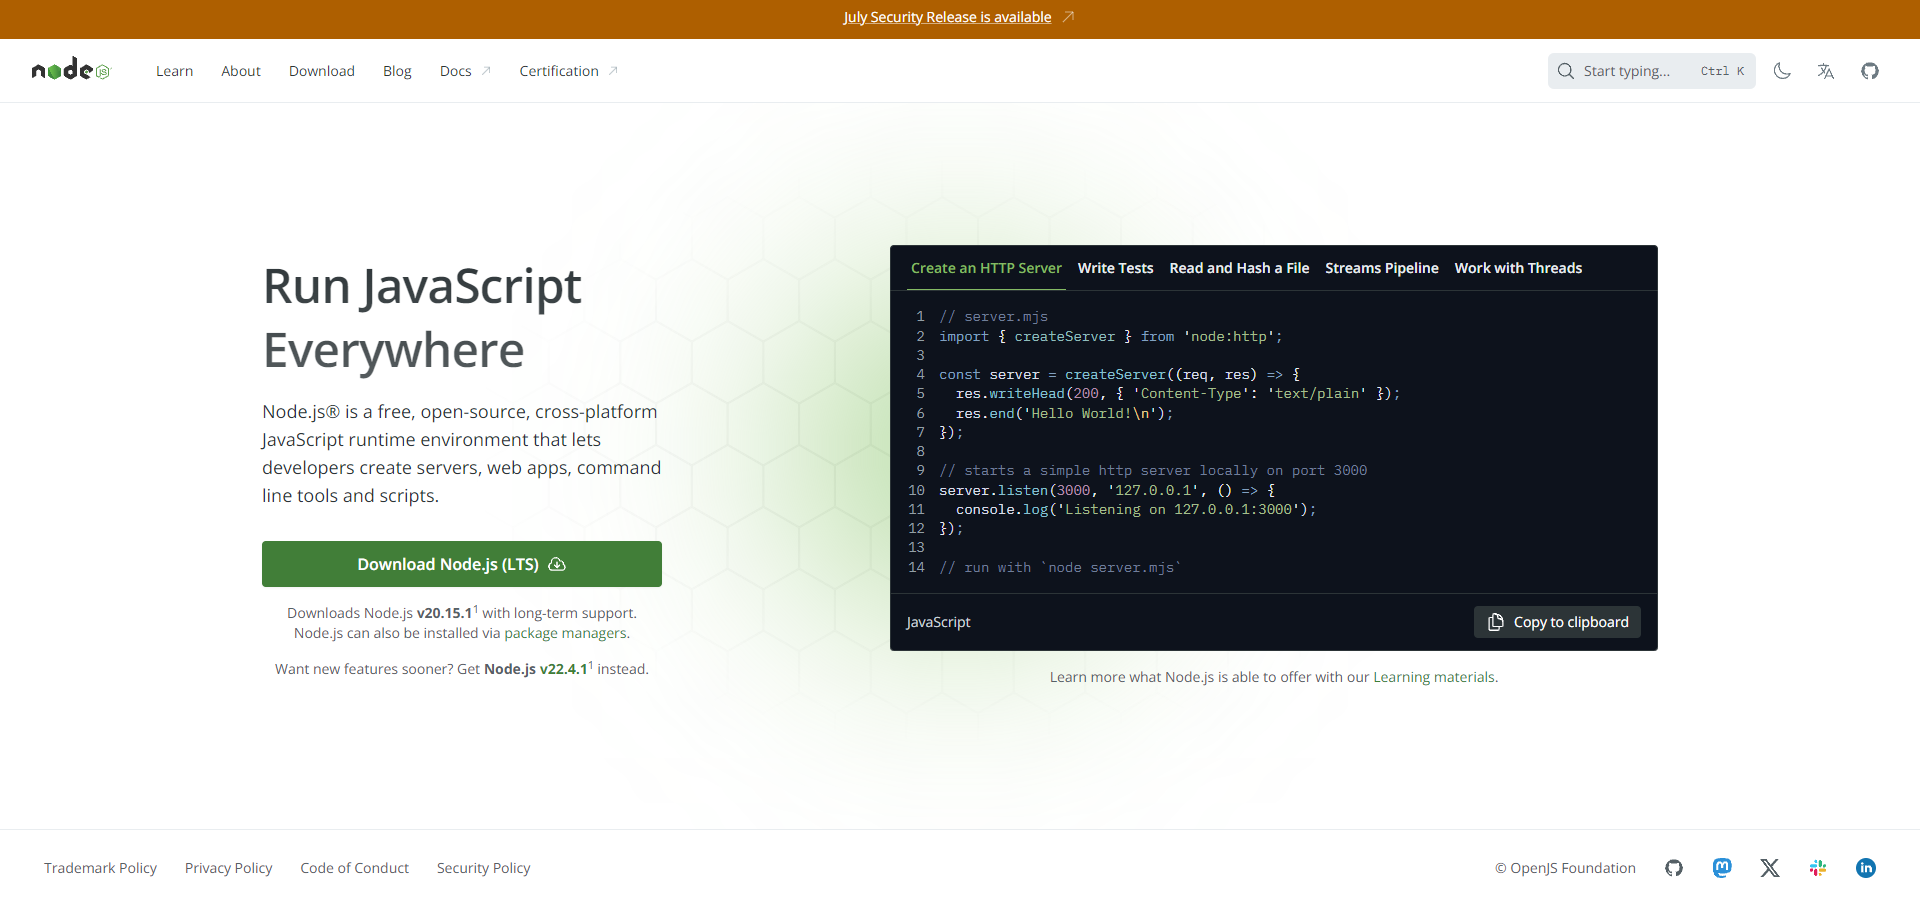 July Security Release is available
node js
Learn About Download Blog Docs Certification
Start typing... Ctrl K
Run JavaScript
Everywhere
Node.js® is a free, open-source, cross-platform
JavaScript runtime environment that lets
developers create servers, web apps, command
line tools and scripts.
Download Node.js (LTS)
Downloads Node.js v20.15.1¹ with long-term support.
Node.js can also be installed via package managers.
Want new features sooner? Get Node.js v22.4.1¹ instead.
Create an HTTP Server Write Tests Read and Hash a File Streams Pipeline Work with Threads
1 // server.mjs
2 import { createServer } from 'node:http';
3
4 const server = createServer((req, res) => {
5   res.writeHead(200, { 'Content-Type': 'text/plain' });
6   res.end('Hello World!\n');
7 });
8
9 // starts a simple http server locally on port 3000
10 server.listen(3000, '127.0.0.1', () => {
11   console.log('Listening on 127.0.0.1:3000');
12 });
13
14 // run with `node server.mjs`
JavaScript Copy to clipboard
Learn more what Node.js is able to offer with our Learning materials.
Trademark Policy Privacy Policy Code of Conduct Security Policy
© OpenJS Foundation